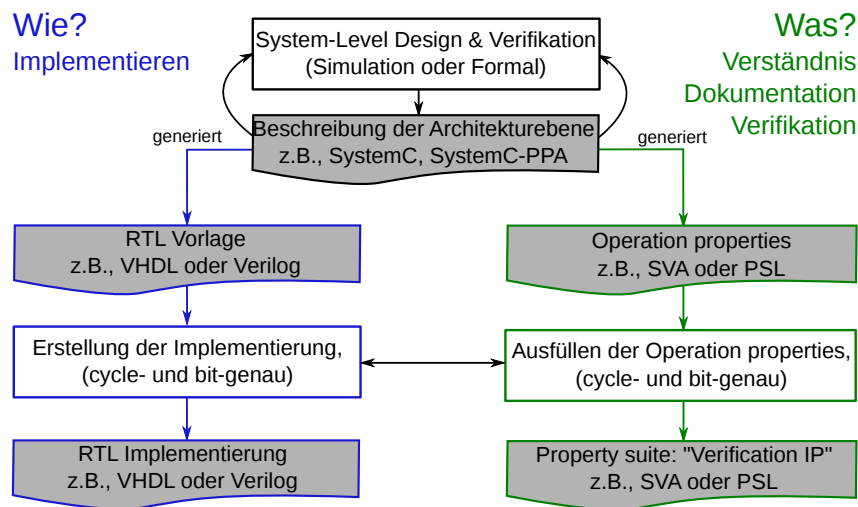 Wie?
Implementieren
System-Level Design & Verifikation
(Simulation oder Formal)
Was?
Verständnis
Dokumentation
Verifikation
generiert
Beschreibung der Architekturebene
z.B., SystemC, SystemC-PPA
generiert
RTL Vorlage
z.B., VHDL oder Verilog
Operation properties
z.B., SVA oder PSL
Erstellung der Implementierung,
(cycle- und bit-genau)
Ausfüllen der Operation properties,
(cycle- und bit-genau)
RTL Implementierung
z.B., VHDL oder Verilog
Property suite: "Verification IP"
z.B., SVA oder PSL